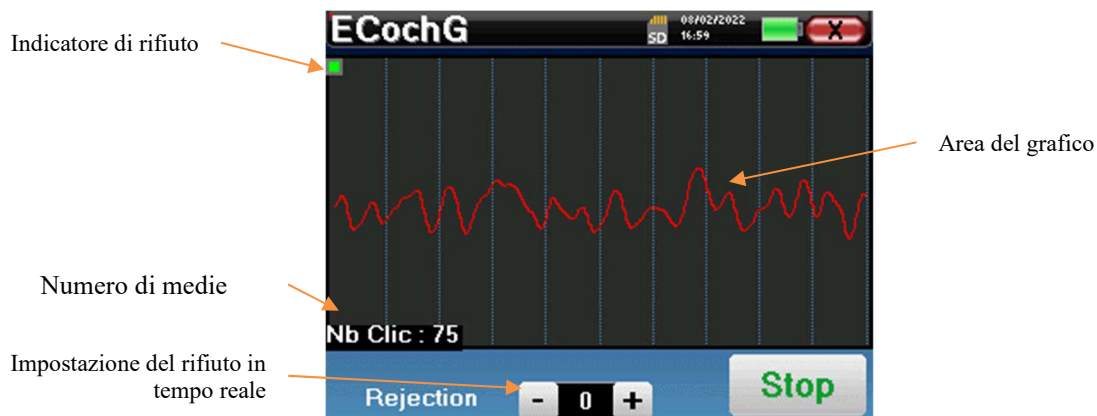 ECochG
SD
08/02/2022
16:59
X
Indicatore di rifiuto
Area del grafico
Numero di medie
Nb Clic : 75
Impostazione del rifiuto in
tempo reale
Rejection
- 0 +
Stop